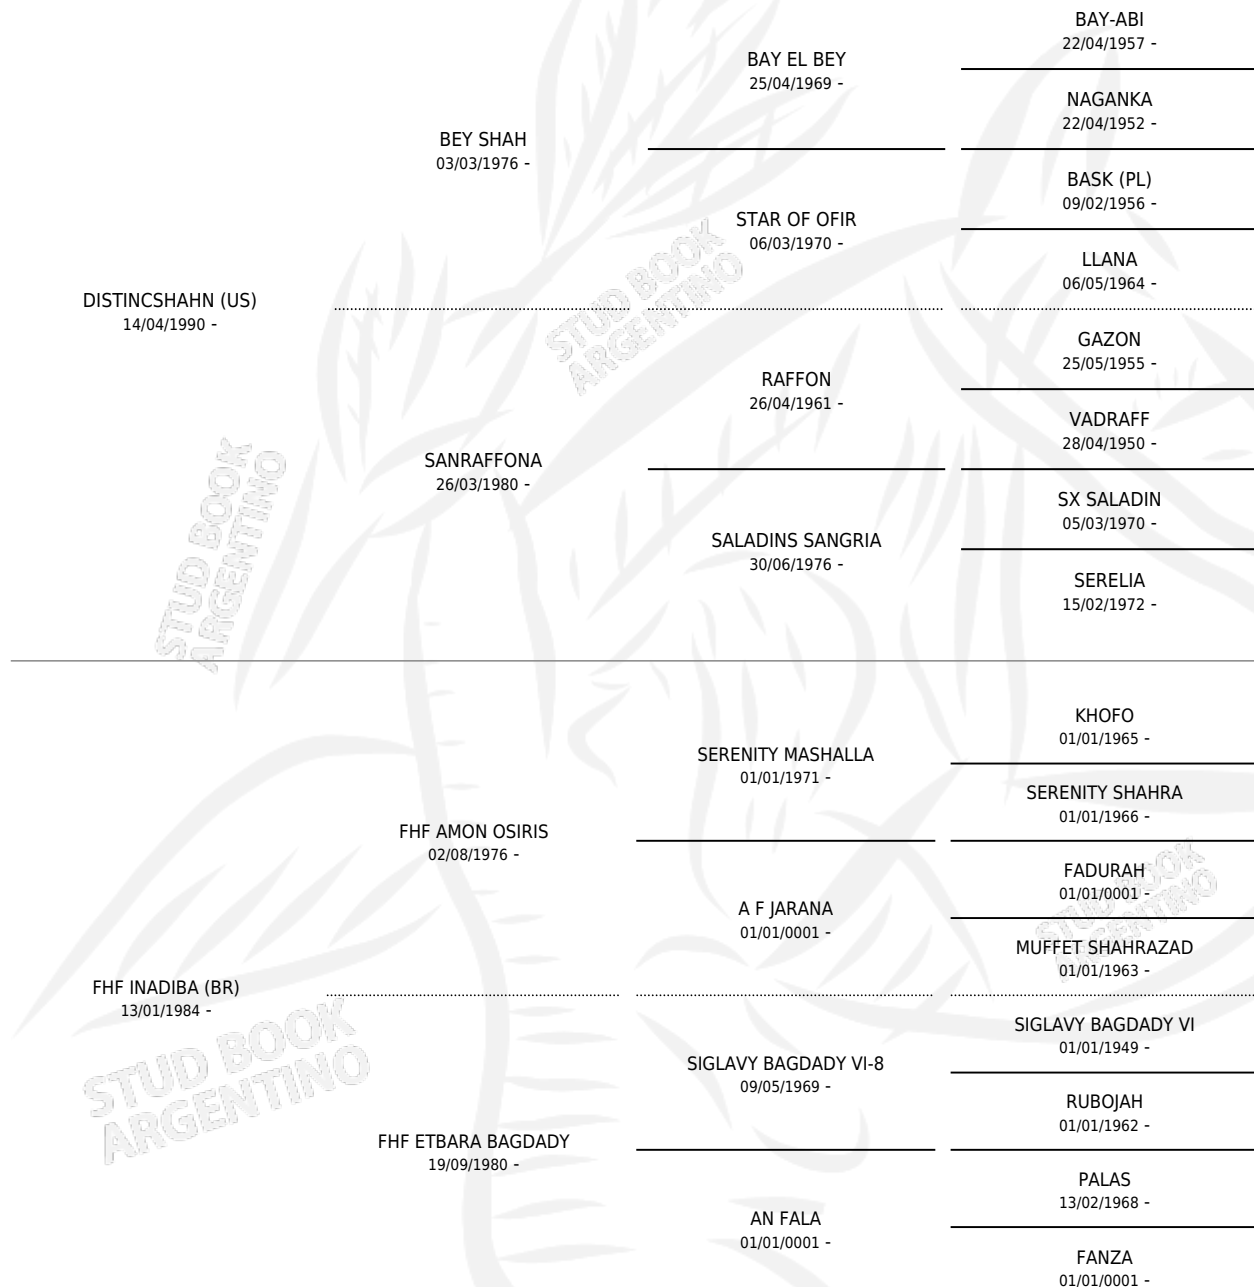 BAY-ABI
22/04/1957 -
BAY EL BEY
25/04/1969 -
NAGANKA
22/04/1952 -
BEY SHAH
03/03/1976 -
BASK (PL)
09/02/1956 -
STAR OF OFIR
06/03/1970 -
LLANA
06/05/1964 -
DISTINCSHAHN (US)
14/04/1990 -
GAZON
25/05/1955 -
RAFFON
26/04/1961 -
VADRAFF
28/04/1950 -
SANRAFFONA
26/03/1980 -
SX SALADIN
05/03/1970 -
SALADINS SANGRIA
30/06/1976 -
SERELIA
15/02/1972 -
KHOFO
01/01/1965 -
SERENITY MASHALLA
01/01/1971 -
SERENITY SHAHRA
01/01/1966 -
FHF AMON OSIRIS
02/08/1976 -
FADURAH
01/01/0001 -
A F JARANA
01/01/0001 -
MUFFET SHAHRAZAD
01/01/1963 -
FHF INADIBA (BR)
13/01/1984 -
SIGLAVY BAGDADY VI
01/01/1949 -
SIGLAVY BAGDADY VI-8
09/05/1969 -
RUBOJAH
01/01/1962 -
FHF ETBARA BAGDADY
19/09/1980 -
PALAS
13/02/1968 -
AN FALA
01/01/0001 -
FANZA
01/01/0001 -
STUD BOOK
ARGENTINO
STUD BOOK
ARGENTINO
STUD BOOK
ARGENTINO
STUD BOOK
ARGENTINO